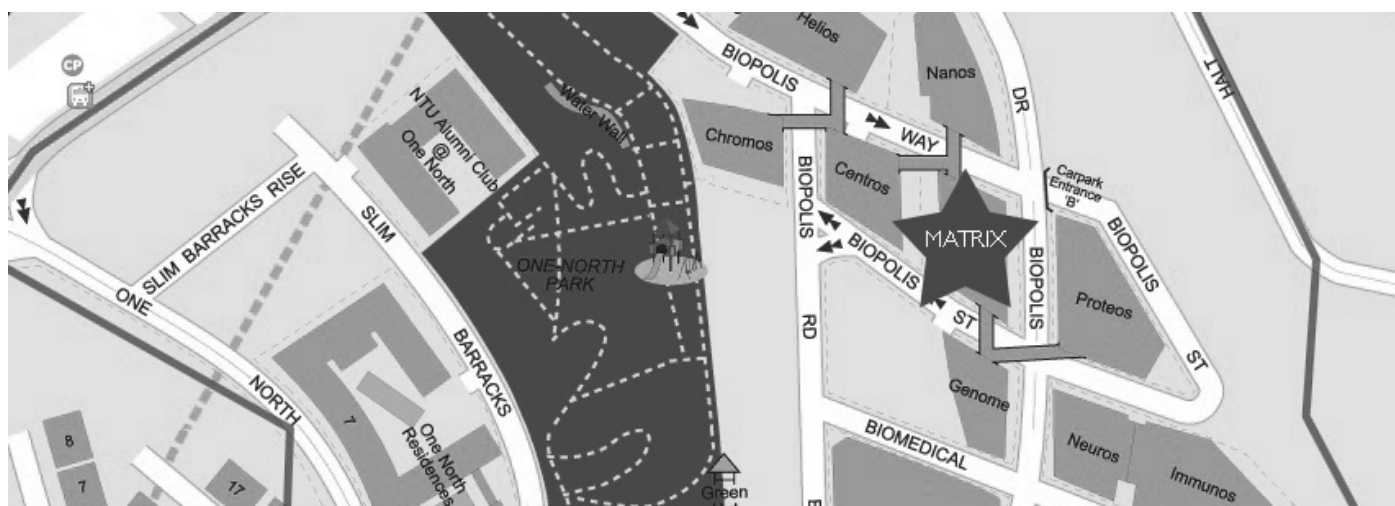 CP
Helios
BIOPOLIS
WAY
Nanos
DR
HALT
NTU Alumni Club
@
One North
Water Wall
Chromos
Centros
Carpark
Entrance
'B'
SLIM BARRACKS RISE
SLIM
BARRACKS
BIOPOLIS
RD
BIOPOLIS
ST
MATRIX
BIOPOLIS
BIOPOLIS
ST
ONE-NORTH
PARK
Proteos
ONE
NORTH
Genome
7
One North
Residences
BIOMEDICAL
Neuros
Immunos
8
7
17
Green